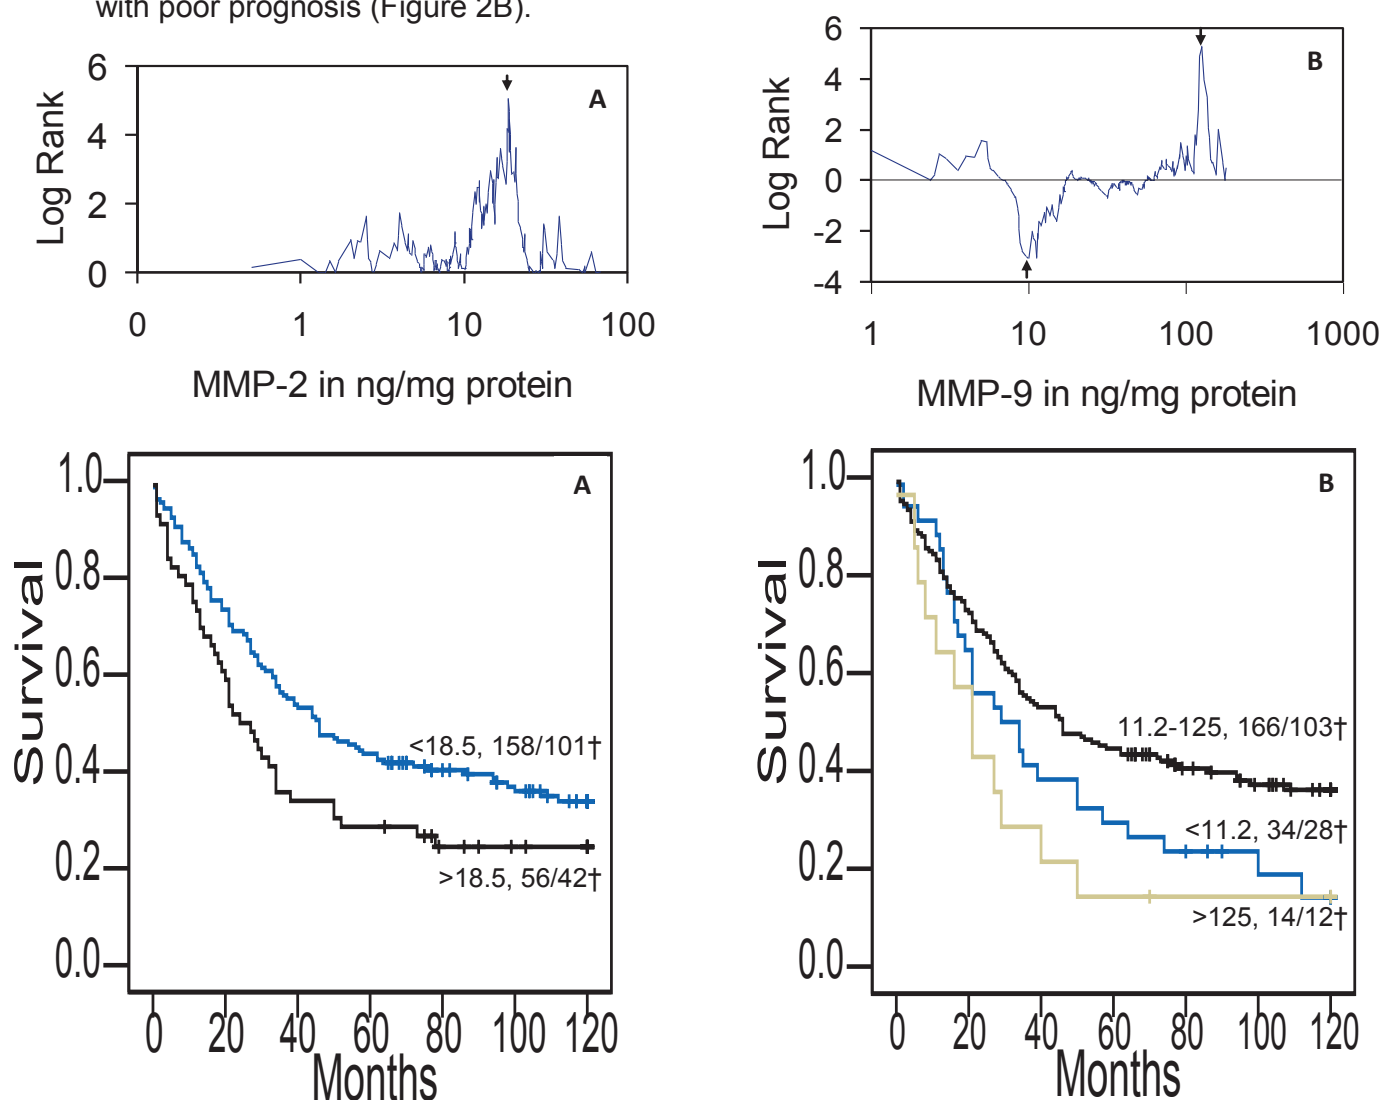 with poor prognosis (Figure 2B).
6
4
2
0
Log Rank
A
0 1 10 100
MMP-2 in ng/mg protein
6
4
2
0
-2
-4
Log Rank
B
1 10 100 1000
MMP-9 in ng/mg protein
1.0
0.8
0.6
0.4
0.2
0.0
Survival
A
<18.5, 158/101†
>18.5, 56/42†
0 20 40 60 80 100 120
Months
1.0
0.8
0.6
0.4
0.2
0.0
Survival
B
11.2-125, 166/103†
<11.2, 34/28†
>125, 14/12†
0 20 40 60 80 100 120
Months